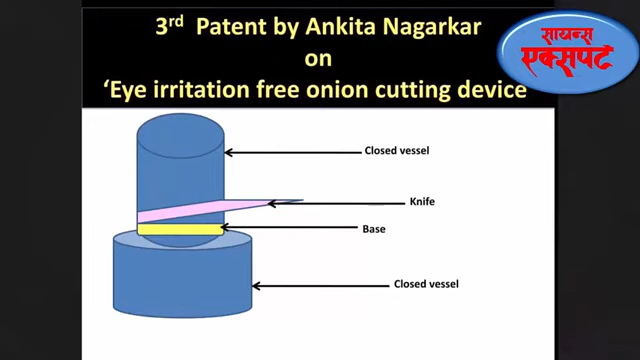 3rd Patent by Ankita Nagarkar
on
‘Eye irritation free onion cutting device
सायन्स
एक्सपर्ट
Closed vessel
Knife
Base
Closed vessel